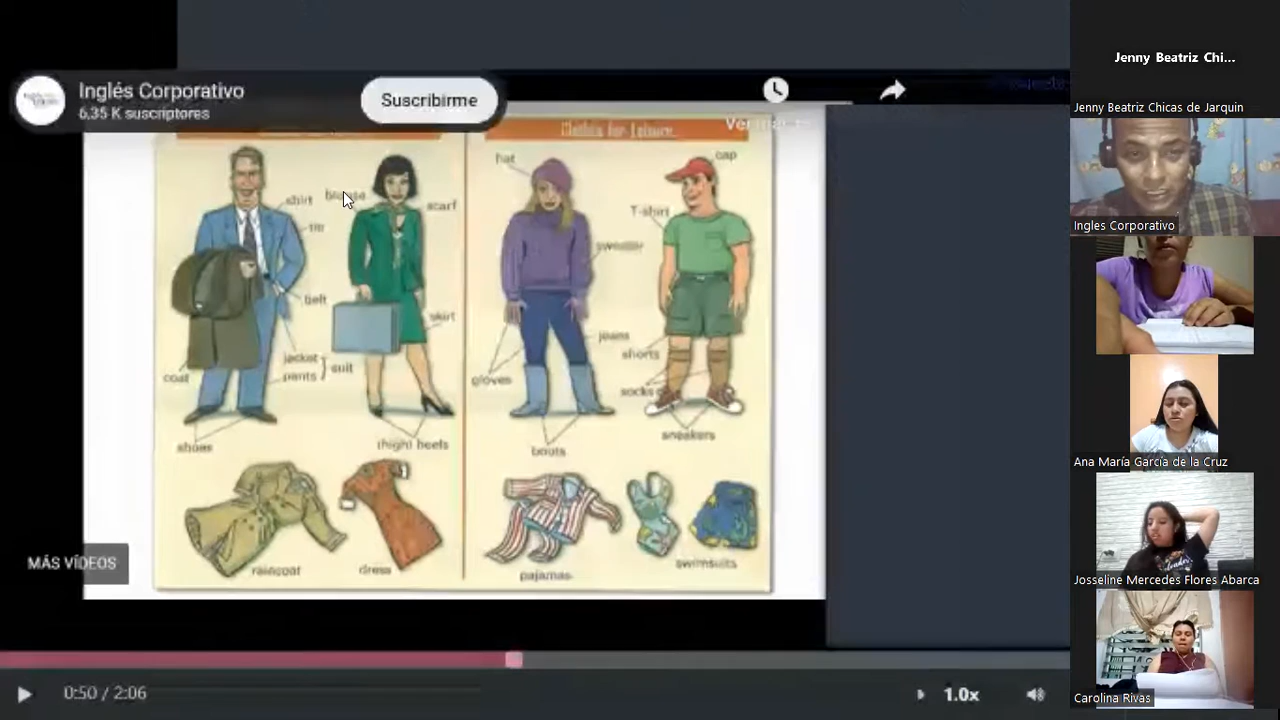 Inglés Corporativo
6,35 K suscriptores
Suscribirme
Clothes for Leisure
shirt
blouse
scarf
tie
belt
skirt
jacket
pants
suit
coat
shoes
(high) heels
raincoat
dress
hat
cap
T-shirt
sweater
jeans
shorts
gloves
socks
boots
sneakers
pajamas
swimsuits
MÁS VÍDEOS
0:50 / 2:06
1.0x
Jenny Beatriz Chi...
Jenny Beatriz Chicas de Jarquin
Ingles Corporativo
Ana María García de la Cruz
Josseline Mercedes Flores Abarca
Carolina Rivas